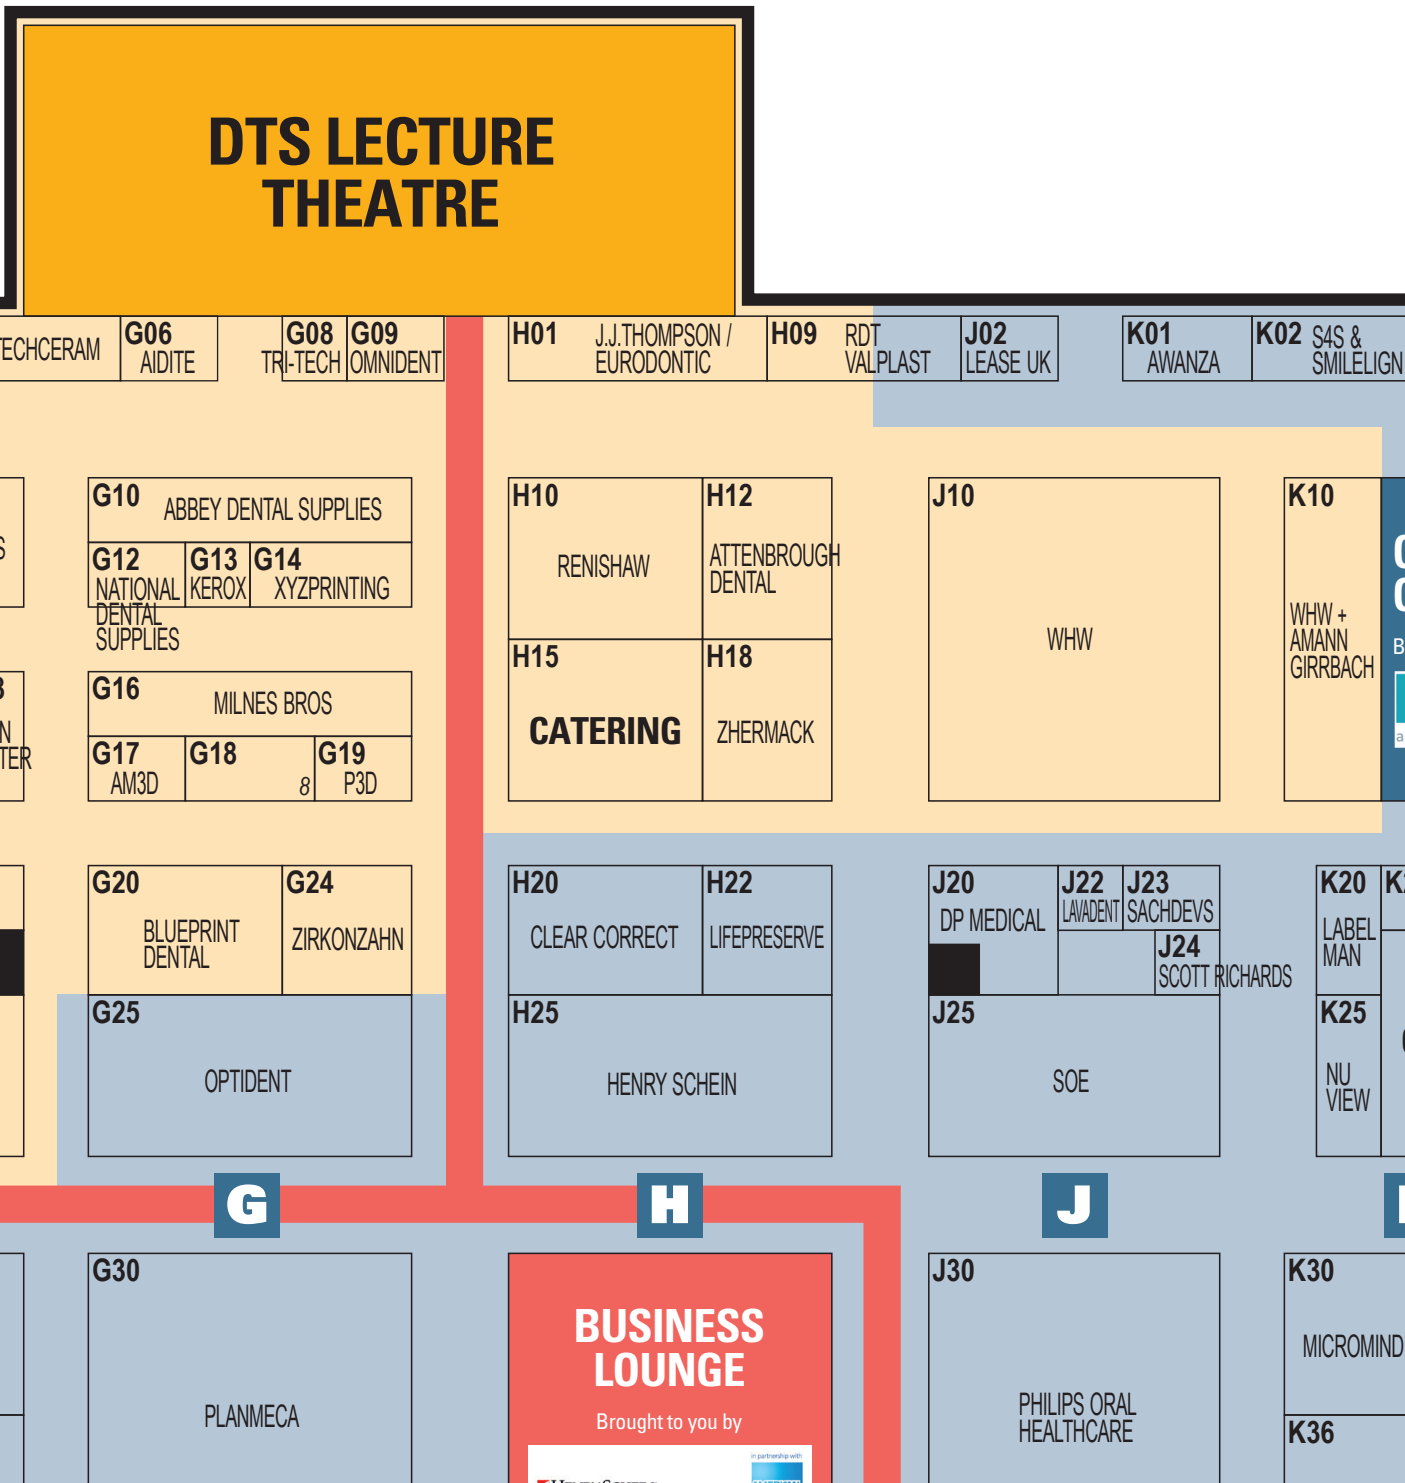 DTS LECTURE
THEATRE
TECHCERAM
G06
AIDITE
G08
TRI-TECH
G09
OMNIDENT
H01
J.J.THOMPSON /
EURODONTIC
H09
RDT
VALPLAST
J02
LEASE UK
K01
AWANZA
K02
S4S &
SMILELIGN
G10
ABBEY DENTAL SUPPLIES
G12
NATIONAL
DENTAL
SUPPLIES
G13
KEROX
G14
XYZPRINTING
H10
RENISHAW
H12
ATTENBROUGH
DENTAL
J10
WHW
K10
WHW +
AMANN
GIRRBACH
G16
MILNES BROS
G17
AM3D
G18
8
G19
P3D
H15
CATERING
H18
ZHERMACK
G20
BLUEPRINT
DENTAL
G24
ZIRKONZAHN
H20
CLEAR CORRECT
H22
LIFEPRESERVE
J20
DP MEDICAL
J22
LAVADENT
J23
SACHDEVS
J24
SCOTT RICHARDS
K20
LABEL
MAN
G25
OPTIDENT
H25
HENRY SCHEIN
J25
SOE
K25
NU
VIEW
G
H
J
G30
PLANMECA
BUSINESS
LOUNGE
Brought to you by
in partnership with
J30
PHILIPS ORAL
HEALTHCARE
K30
MICROMIND
K36